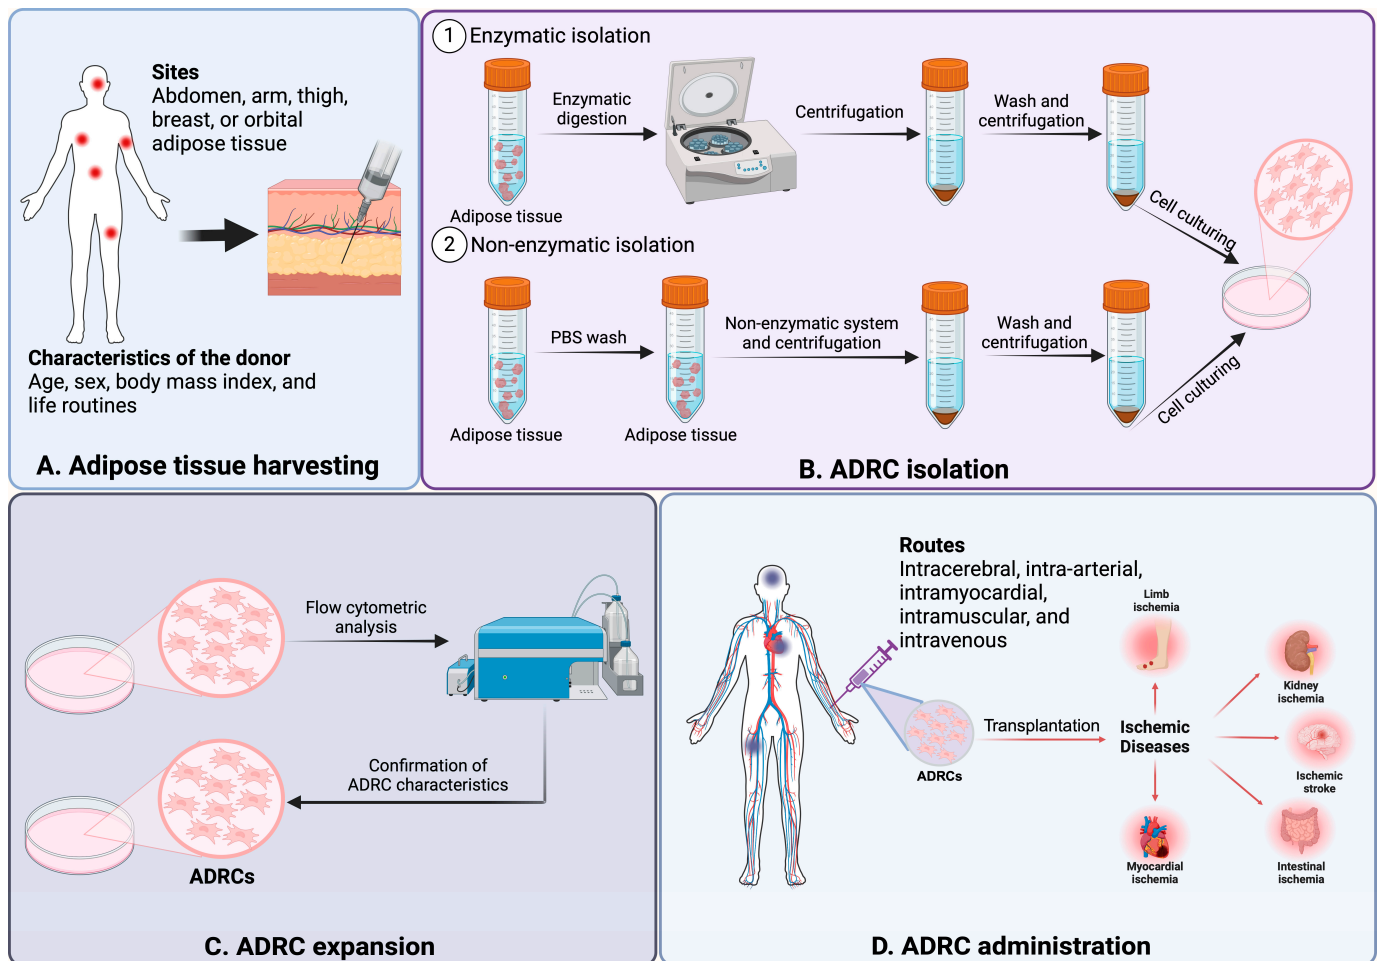 Sites
Abdomen, arm, thigh,
breast, or orbital
adipose tissue
Characteristics of the donor
Age, sex, body mass index, and
life routines
A. Adipose tissue harvesting
1 Enzymatic isolation
Enzymatic
digestion
Centrifugation
Wash and
centrifugation
Adipose tissue
Cell culturing
2 Non-enzymatic isolation
PBS wash
Non-enzymatic system
and centrifugation
Wash and
centrifugation
Cell culturing
Adipose tissue
Adipose tissue
B. ADRC isolation
Flow cytometric
analysis
Confirmation of
ADRC characteristics
ADRCs
C. ADRC expansion
Routes
Intracerebral, intra-arterial,
intramyocardial,
intramuscular, and
intravenous
ADRCs
Transplantation
Ischemic
Diseases
Limb
ischemia
Kidney
ischemia
Ischemic
stroke
Intestinal
ischemia
Myocardial
ischemia
D. ADRC administration